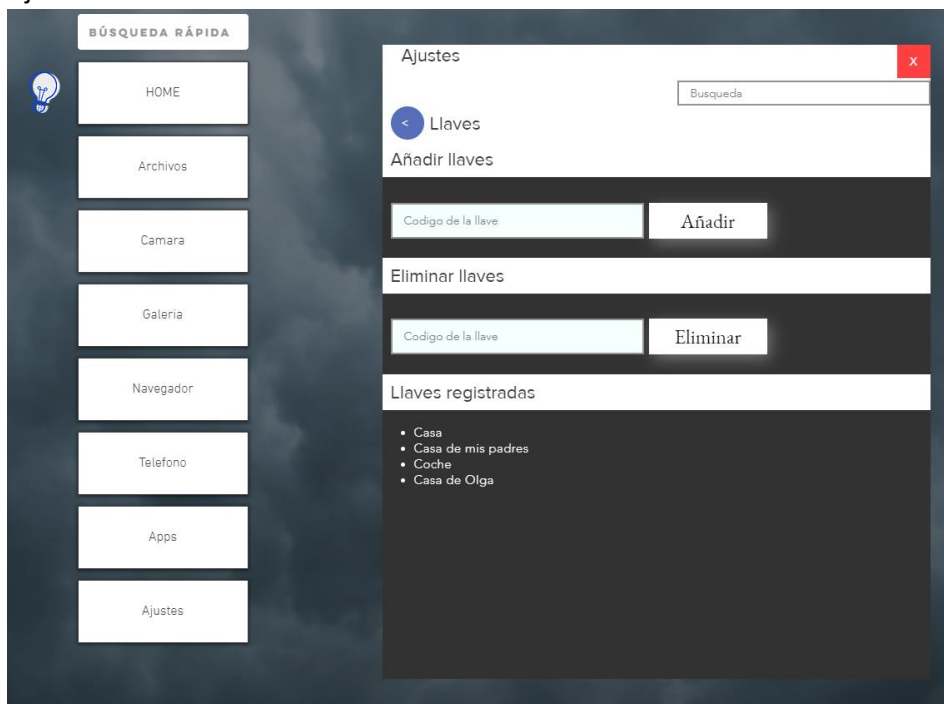 BÚSQUEDA RÁPIDA
HOME
Archivos
Camara
Galeria
Navegador
Telefono
Apps
Ajustes
Ajustes
x
Busqueda
< Llaves
Añadir llaves
Codigo de la llave
Añadir
Eliminar llaves
Codigo de la llave
Eliminar
Llaves registradas
• Casa
• Casa de mis padres
• Coche
• Casa de Olga